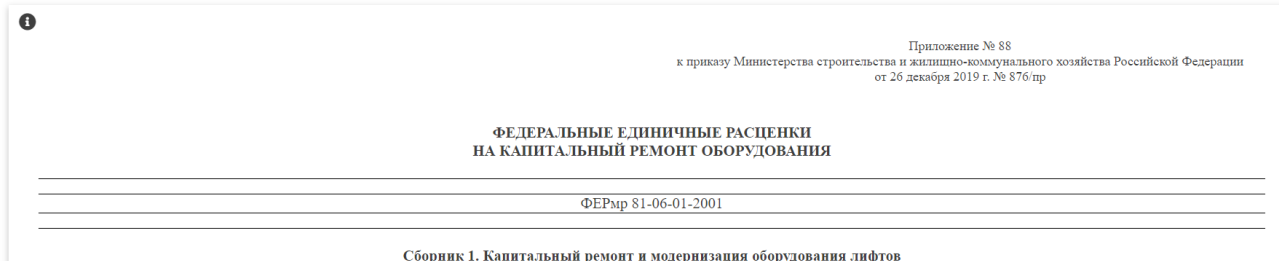 Приложение № 88
к приказу Министерства строительства и жилищно-коммунального хозяйства Российской Федерации
от 26 декабря 2019 г. № 876/пр
ФЕДЕРАЛЬНЫЕ ЕДИНИЧНЫЕ РАСЦЕНКИ
НА КАПИТАЛЬНЫЙ РЕМОНТ ОБОРУДОВАНИЯ
ФЕРмр 81-06-01-2001
Сборник 1. Капитальный ремонт и модернизация оборудования лифтов